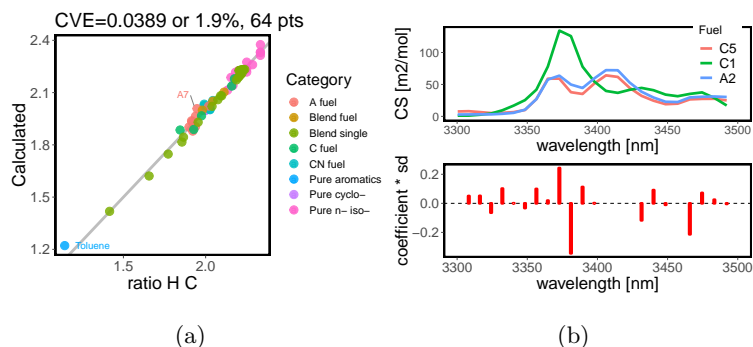 CVE=0.0389 or 1.9%, 64 pts
2.4
2.1
1.8
1.5
1.2
Calculated
A7
Toluene
1.5
2.0
ratio H C
Category
A fuel
Blend fuel
Blend single
C fuel
CN fuel
Pure aromatics
Pure cyclo−
Pure n− iso−
(a)
CS [m2/mol]
100
50
0
Fuel
C5
C1
A2
3300
3350
3400
3450
3500
wavelength [nm]
coefficient * sd
0.0
−0.2
3300
3350
3400
3450
3500
wavelength [nm]
(b)